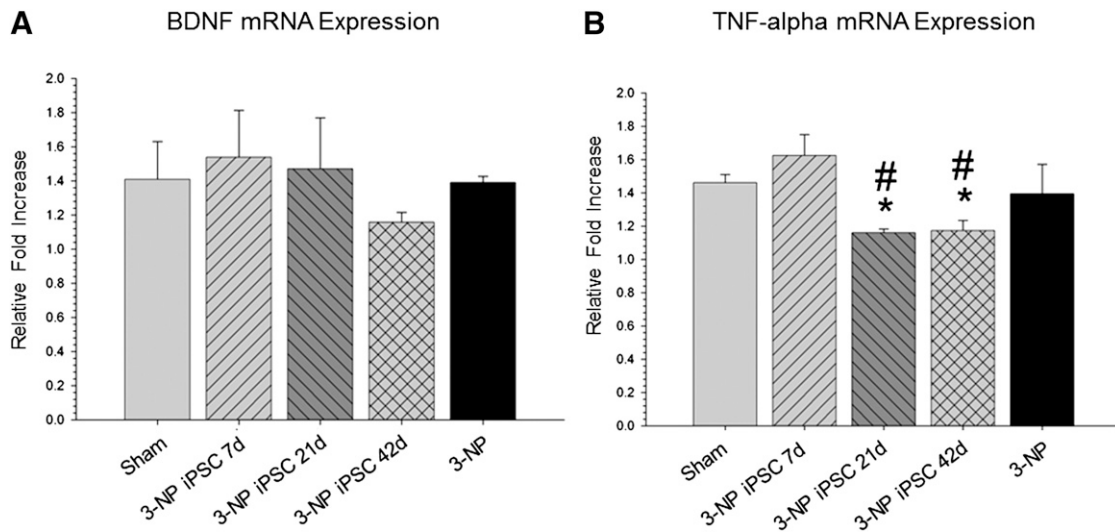 A
BDNF mRNA Expression
Relative Fold Increase
2.0
1.8
1.6
1.4
1.2
1.0
0.8
0.6
0.4
0.2
0.0
Sham
3-NP iPSC 7d
3-NP iPSC 21d
3-NP iPSC 42d
3-NP
B
TNF-alpha mRNA Expression
Relative Fold Increase
2.0
1.8
1.6
1.4
1.2
1.0
0.8
0.6
0.4
0.2
0.0
#
*
#
*
Sham
3-NP iPSC 7d
3-NP iPSC 21d
3-NP iPSC 42d
3-NP